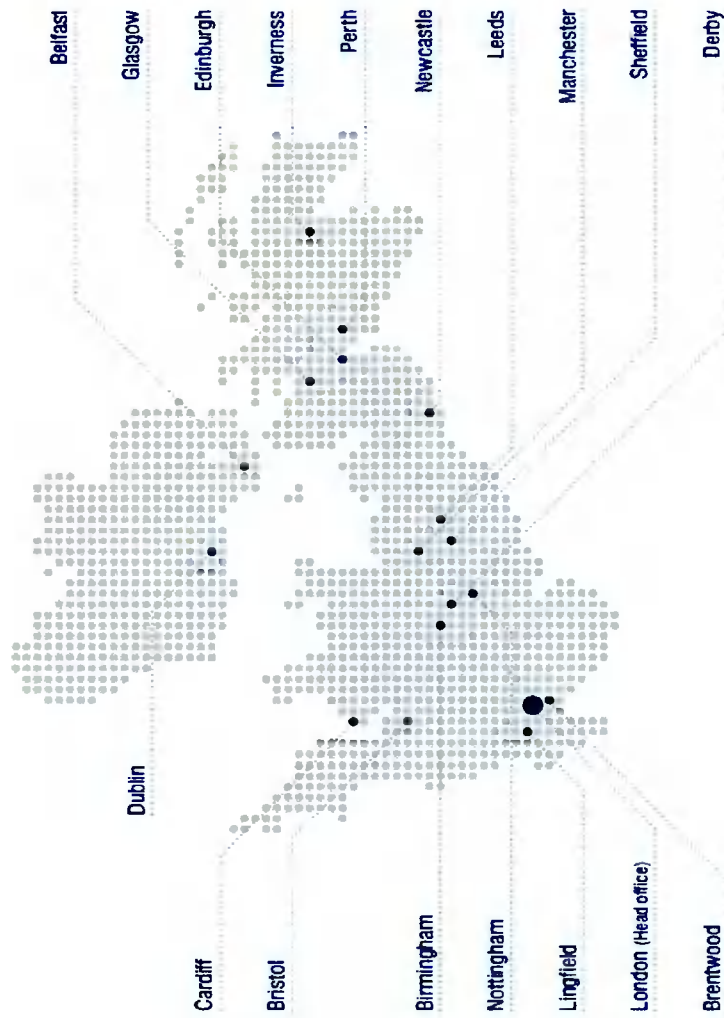 Belfast
Glasgow
Edinburgh
Inverness
Perth
Newcastle
Leeds
Manchester
Sheffield
Derby
Dublin
Cardiff
Bristol
Birmingham
Nottingham
Lingfield
London (Head office)
Brentwood